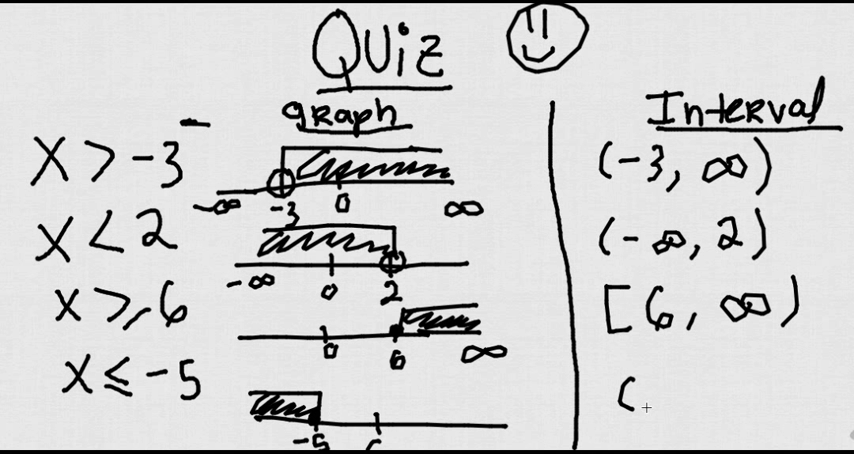 Quiz
graph
Interval
x > -3
-∞ -3 0 ∞
(-3, ∞)
x < 2
-∞ 0 2
(-∞, 2)
x ≥ 6
0 6 ∞
[6, ∞)
x ≤ -5
-5
(